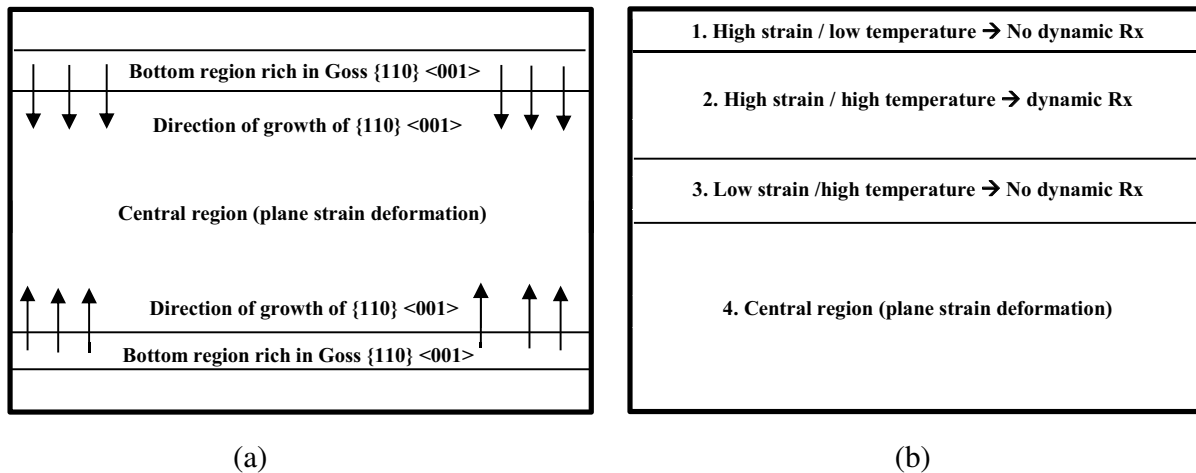 Bottom region rich in Goss {110} <001>
Direction of growth of {110} <001>
Central region (plane strain deformation)
Direction of growth of {110} <001>
Bottom region rich in Goss {110} <001>
(a)
1. High strain / low temperature → No dynamic Rx
2. High strain / high temperature → dynamic Rx
3. Low strain /high temperature → No dynamic Rx
4. Central region (plane strain deformation)
(b)